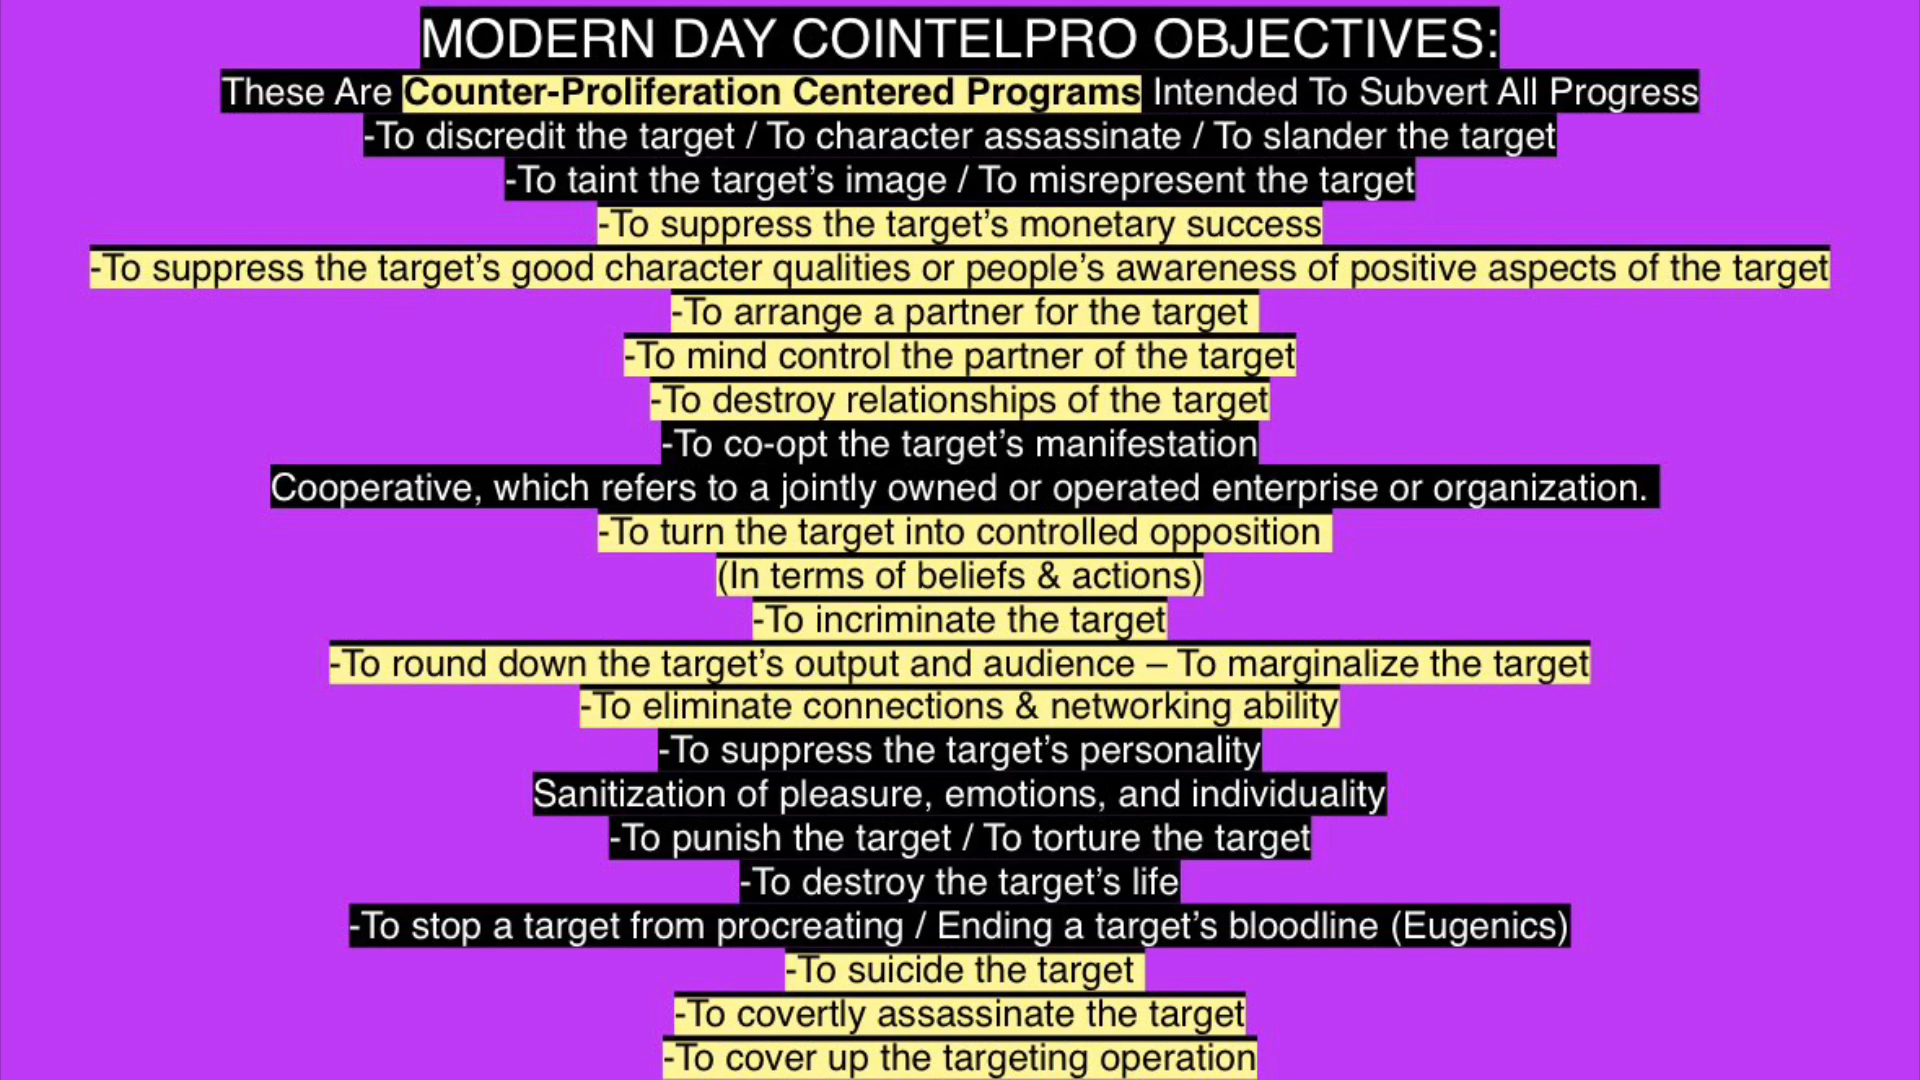 MODERN DAY COINTELPRO OBJECTIVES:
These Are Counter-Proliferation Centered Programs Intended To Subvert All Progress
-To discredit the target / To character assassinate / To slander the target
-To taint the target’s image / To misrepresent the target
-To suppress the target’s monetary success
-To suppress the target’s good character qualities or people’s awareness of positive aspects of the target
-To arrange a partner for the target
-To mind control the partner of the target
-To destroy relationships of the target
-To co-opt the target’s manifestation
Cooperative, which refers to a jointly owned or operated enterprise or organization.
-To turn the target into controlled opposition
(In terms of beliefs & actions)
-To incriminate the target
-To round down the target’s output and audience – To marginalize the target
-To eliminate connections & networking ability
-To suppress the target’s personality
Sanitization of pleasure, emotions, and individuality
-To punish the target / To torture the target
-To destroy the target’s life
-To stop a target from procreating / Ending a target’s bloodline (Eugenics)
-To suicide the target
-To covertly assassinate the target
-To cover up the targeting operation